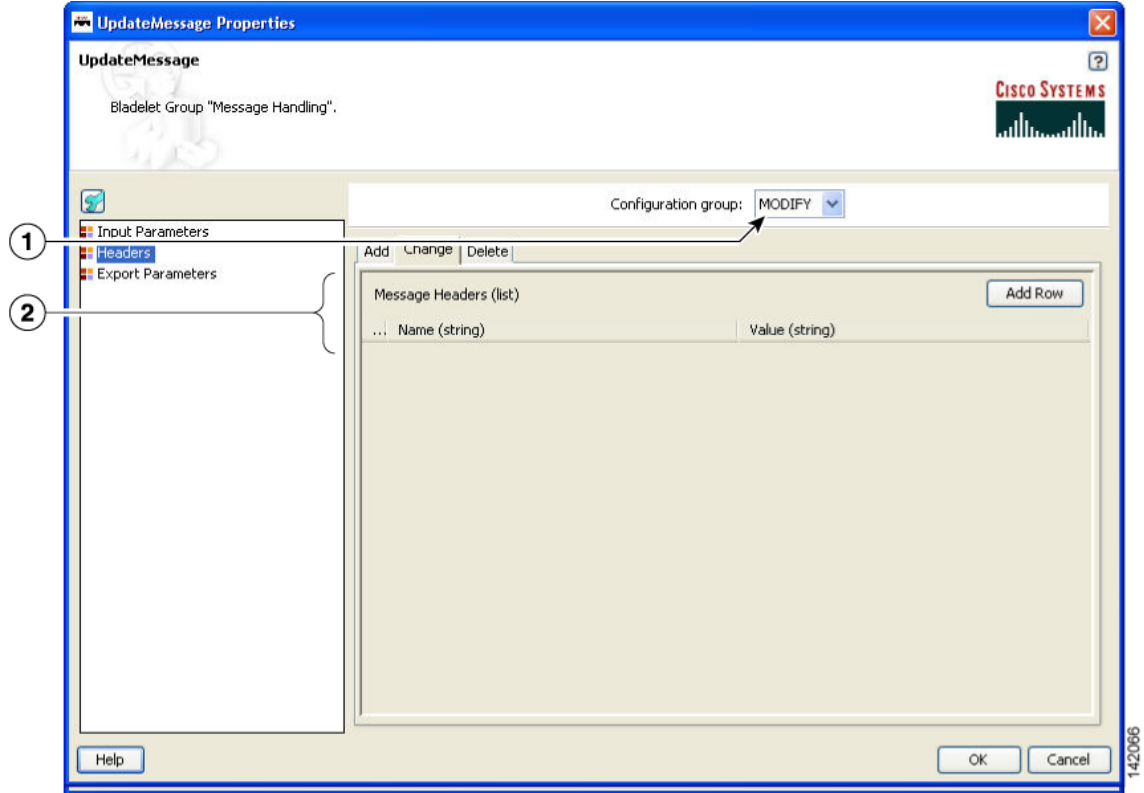 UpdateMessage Properties
UpdateMessage
?
Bladelet Group "Message Handling".
CISCO SYSTEMS
Configuration group: MODIFY
1
Input Parameters
Headers
Export Parameters
2
Add Change Delete
Message Headers (list) Add Row
... Name (string) Value (string)
Help OK Cancel
142066